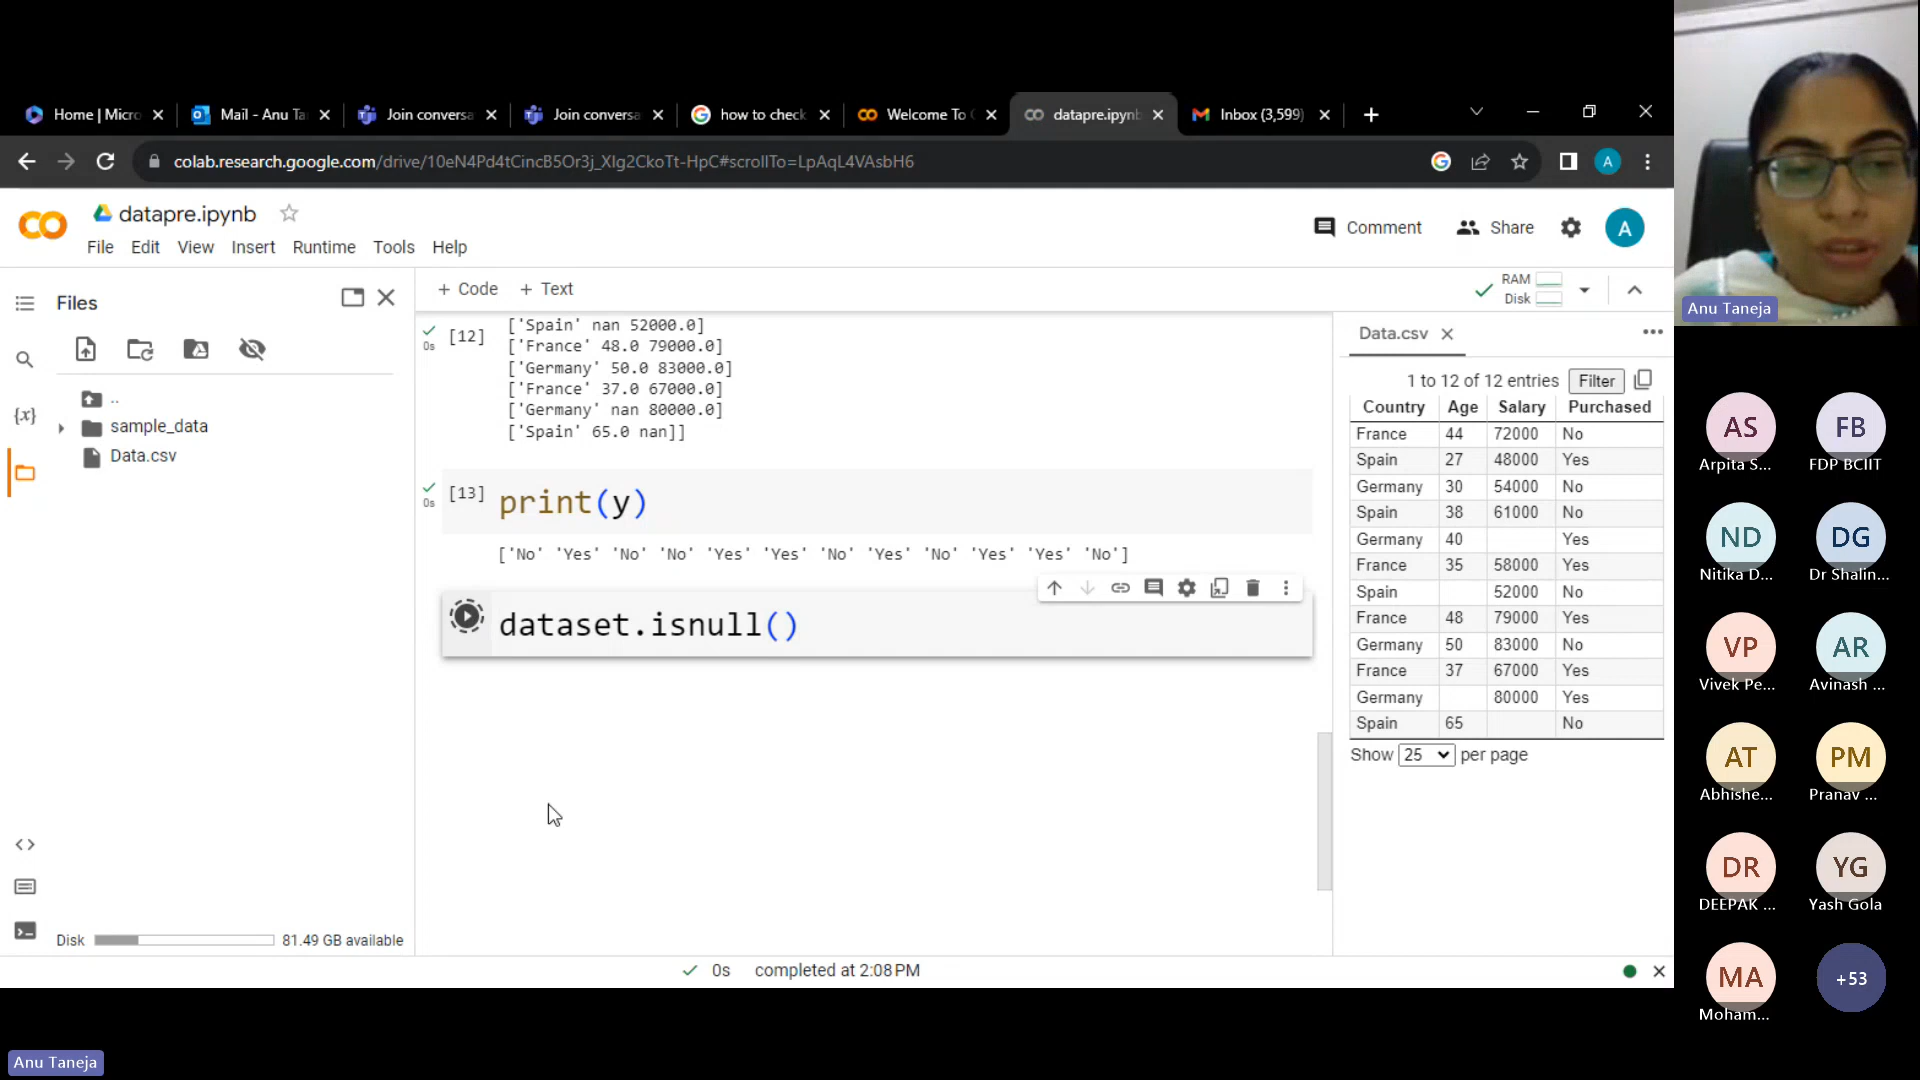 Home | Micro
Mail - Anu Ta
Join conversa
Join conversa
how to check
Welcome To C
datapre.ipynb
Inbox (3,599)
colab.research.google.com/drive/10eN4Pd4tCincB5Or3j_XIg2CkoTt-HpC#scrollTo=LpAqL4VAsbH6
A
CO
datapre.ipynb
File Edit View Insert Runtime Tools Help
Comment
Share
A
Files
..
sample_data
Data.csv
{x}
Disk
81.49 GB available
+ Code + Text
RAM
Disk
[12]
0s
['Spain' nan 52000.0]
['France' 48.0 79000.0]
['Germany' 50.0 83000.0]
['France' 37.0 67000.0]
['Germany' nan 80000.0]
['Spain' 65.0 nan]]
[13]
0s
print(y)
['No' 'Yes' 'No' 'No' 'Yes' 'Yes' 'No' 'Yes' 'No' 'Yes' 'Yes' 'No']
dataset.isnull()
Data.csv
1 to 12 of 12 entries Filter
Country Age Salary Purchased
France 44 72000 No
Spain 27 48000 Yes
Germany 30 54000 No
Spain 38 61000 No
Germany 40 Yes
France 35 58000 Yes
Spain 52000 No
France 48 79000 Yes
Germany 50 83000 No
France 37 67000 Yes
Germany 80000 Yes
Spain 65 No
Show 25 per page
0s completed at 2:08 PM
Anu Taneja
AS
Arpita S...
FB
FDP BCIIT
ND
Nitika D...
DG
Dr Shalin...
VP
Vivek Pe...
AR
Avinash ...
AT
Abhishe...
PM
Pranav ...
DR
DEEPAK ...
YG
Yash Gola
MA
Moham...
+53
Anu Taneja